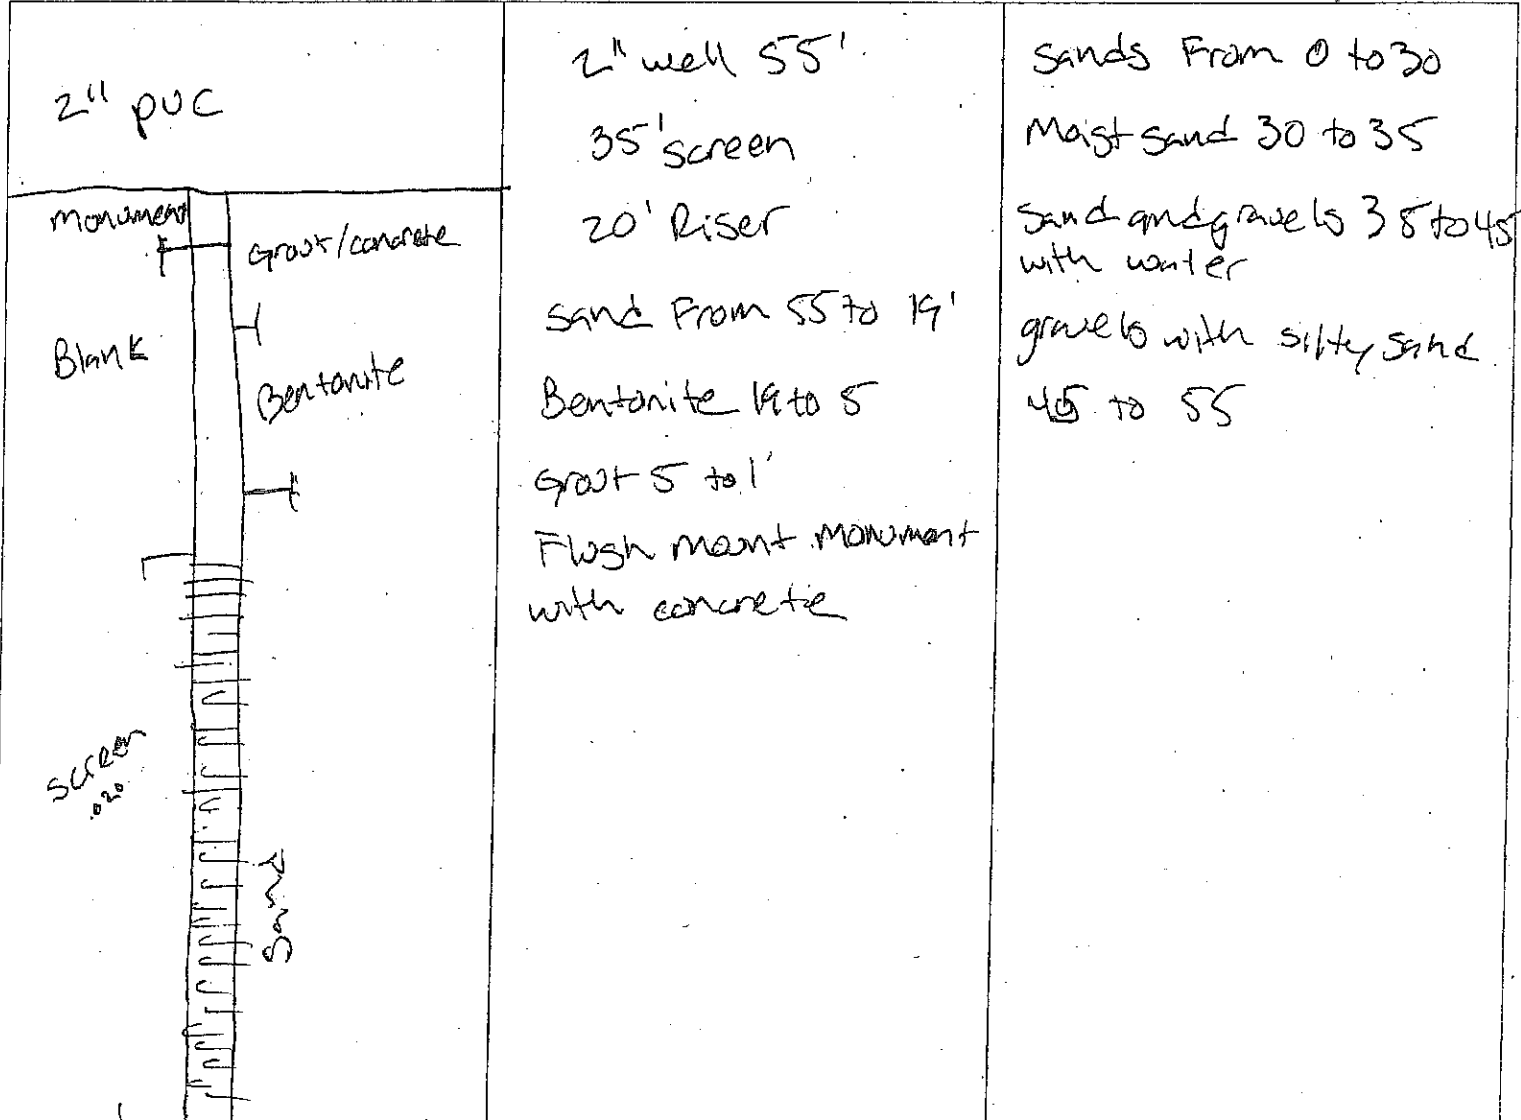 2" PVC
Monument
Grout/concrete
Blank
Bentonite
Screen
.020
Sand
2" well 55'
35' screen
20' Riser
Sand From 55 to 19'
Bentonite 19 to 5
Grout 5 to 1'
Flush mount Monument
with concrete
Sands From 0 to 30
Moist sand 30 to 35
Sand and gravels 35 to 45
with water
gravels with silty sand
45 to 55